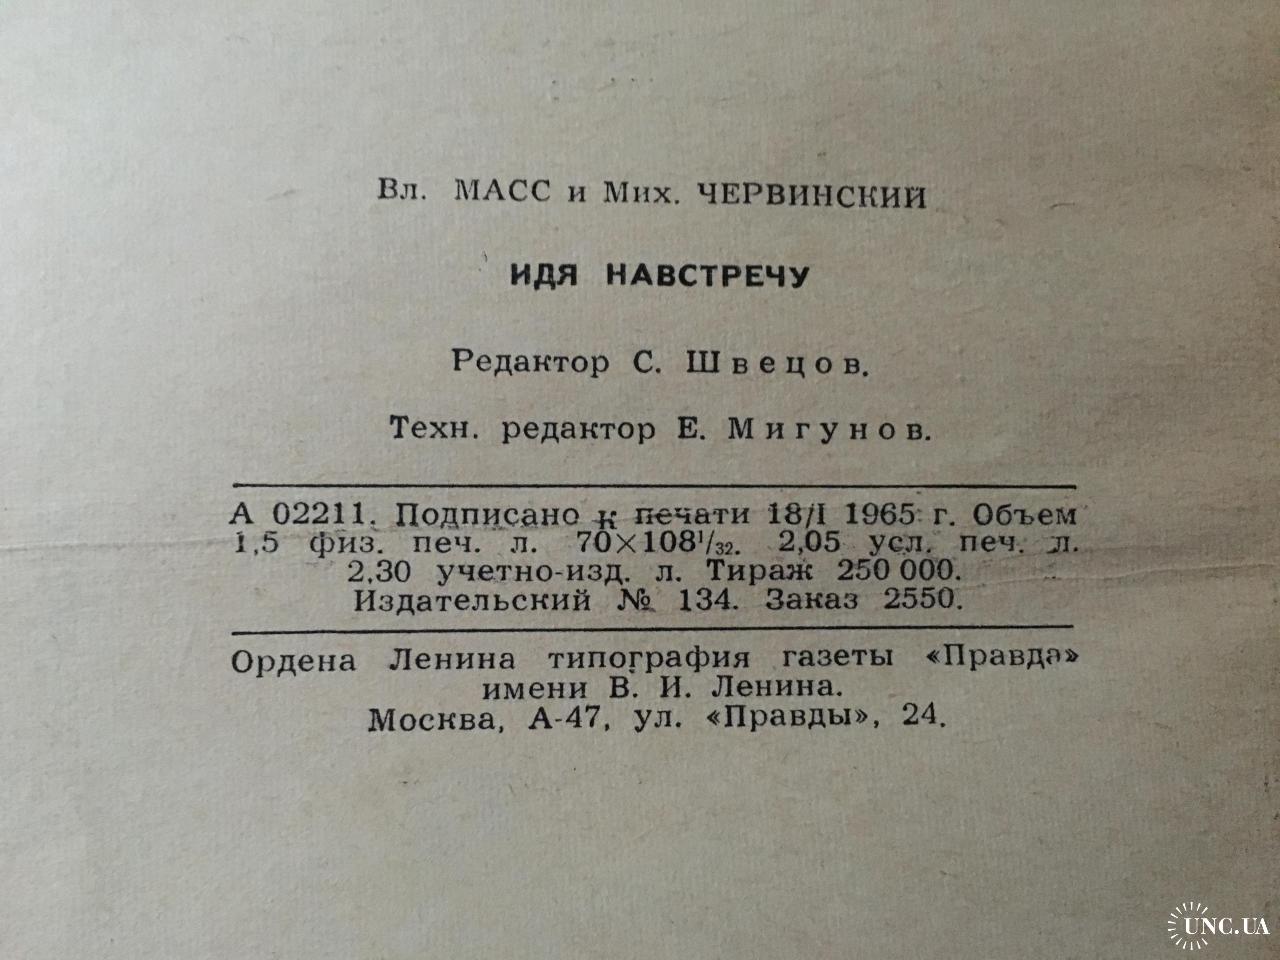 Вл. МАСС и Мих. ЧЕРВИНСКИЙ
ИДЯ НАВСТРЕЧУ
Редактор С. Швецов.
Техн. редактор Е. Мигунов.
А 02211. Подписано к печати 18/I 1965 г. Объем
1,5 физ. печ. л. 70×108¹/₃₂. 2,05 усл. печ. л.
2,30 учетно-изд. л. Тираж 250 000.
Издательский № 134. Заказ 2550.
Ордена Ленина типография газеты «Правда»
имени В. И. Ленина.
Москва, А-47, ул. «Правды», 24.
UNC.UA